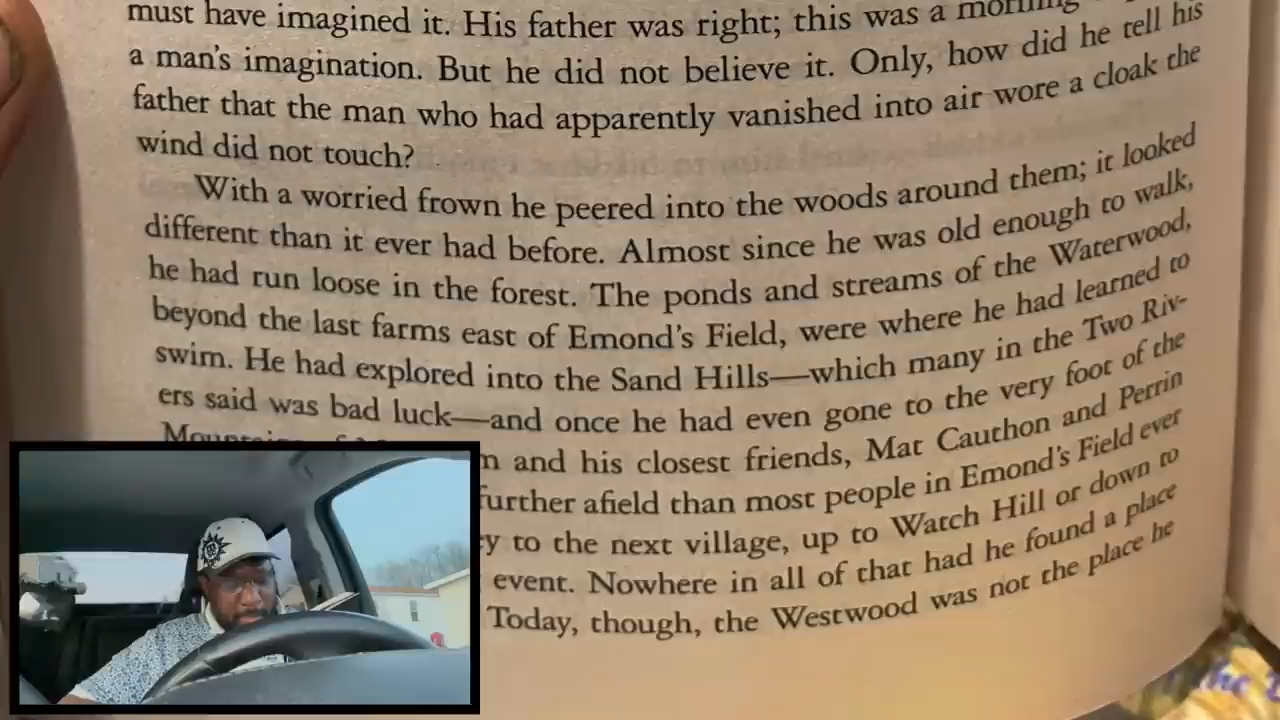 must have imagined it. His father was right; this was a morning
a man's imagination. But he did not believe it. Only, how did he tell his
father that the man who had apparently vanished into air wore a cloak the
wind did not touch?
With a worried frown he peered into the woods around them; it looked
different than it ever had before. Almost since he was old enough to walk,
he had run loose in the forest. The ponds and streams of the Waterwood,
beyond the last farms east of Emond's Field, were where he had learned to
swim. He had explored into the Sand Hills—which many in the Two Riv-
ers said was bad luck—and once he had even gone to the very foot of the
and his closest friends, Mat Cauthon and Perrin
further afield than most people in Emond's Field ever
to the next village, up to Watch Hill or down to
event. Nowhere in all of that had he found a place
Today, though, the Westwood was not the place he
the